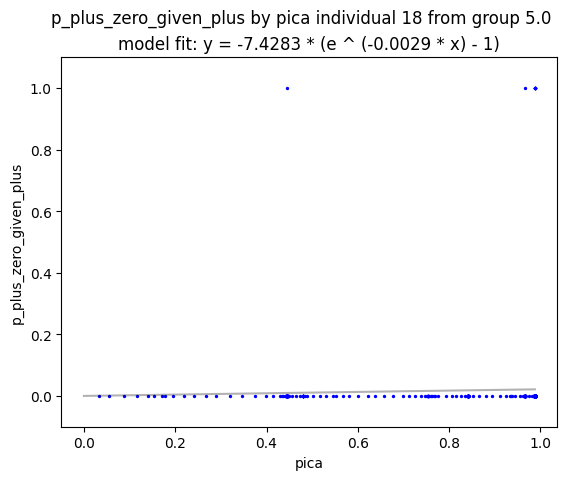 p_plus_zero_given_plus by pica individual 18 from group 5.0
model fit: y = -7.4283 * (e ^ (-0.0029 * x) - 1)
1.0
0.8
0.6
0.4
0.2
0.0
p_plus_zero_given_plus
0.0 0.2 0.4 0.6 0.8 1.0
pica